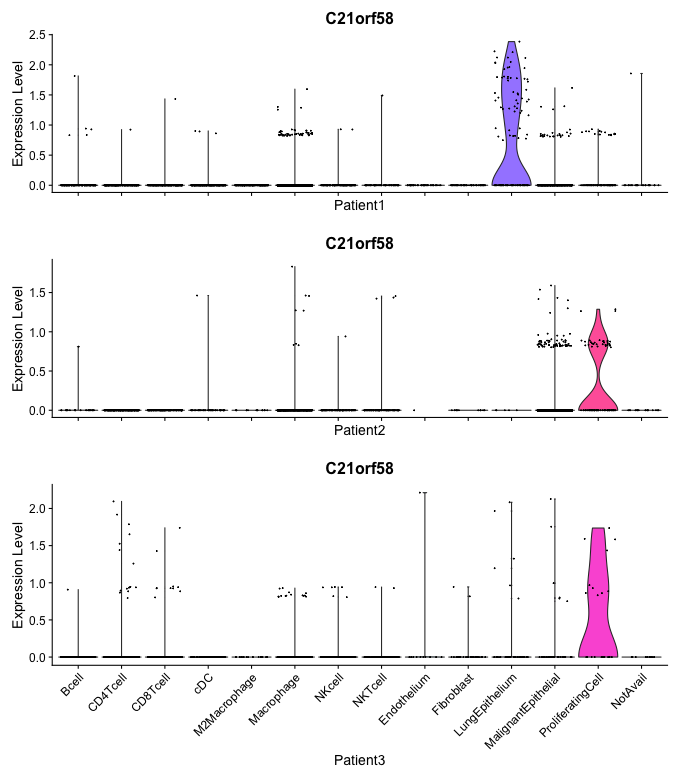 C21orf58
Expression Level
2.5
2.0
1.5
1.0
0.5
0.0
Patient1
C21orf58
Expression Level
1.5
1.0
0.5
0.0
Patient2
C21orf58
Expression Level
2.0
1.5
1.0
0.5
0.0
Bcell
CD4Tcell
CD8Tcell
cDC
M2Macrophage
Macrophage
NKcell
NKTcell
Endothelium
Fibroblast
LungEpithelium
MalignantEpithelial
ProliferatingCell
NotAvail
Patient3